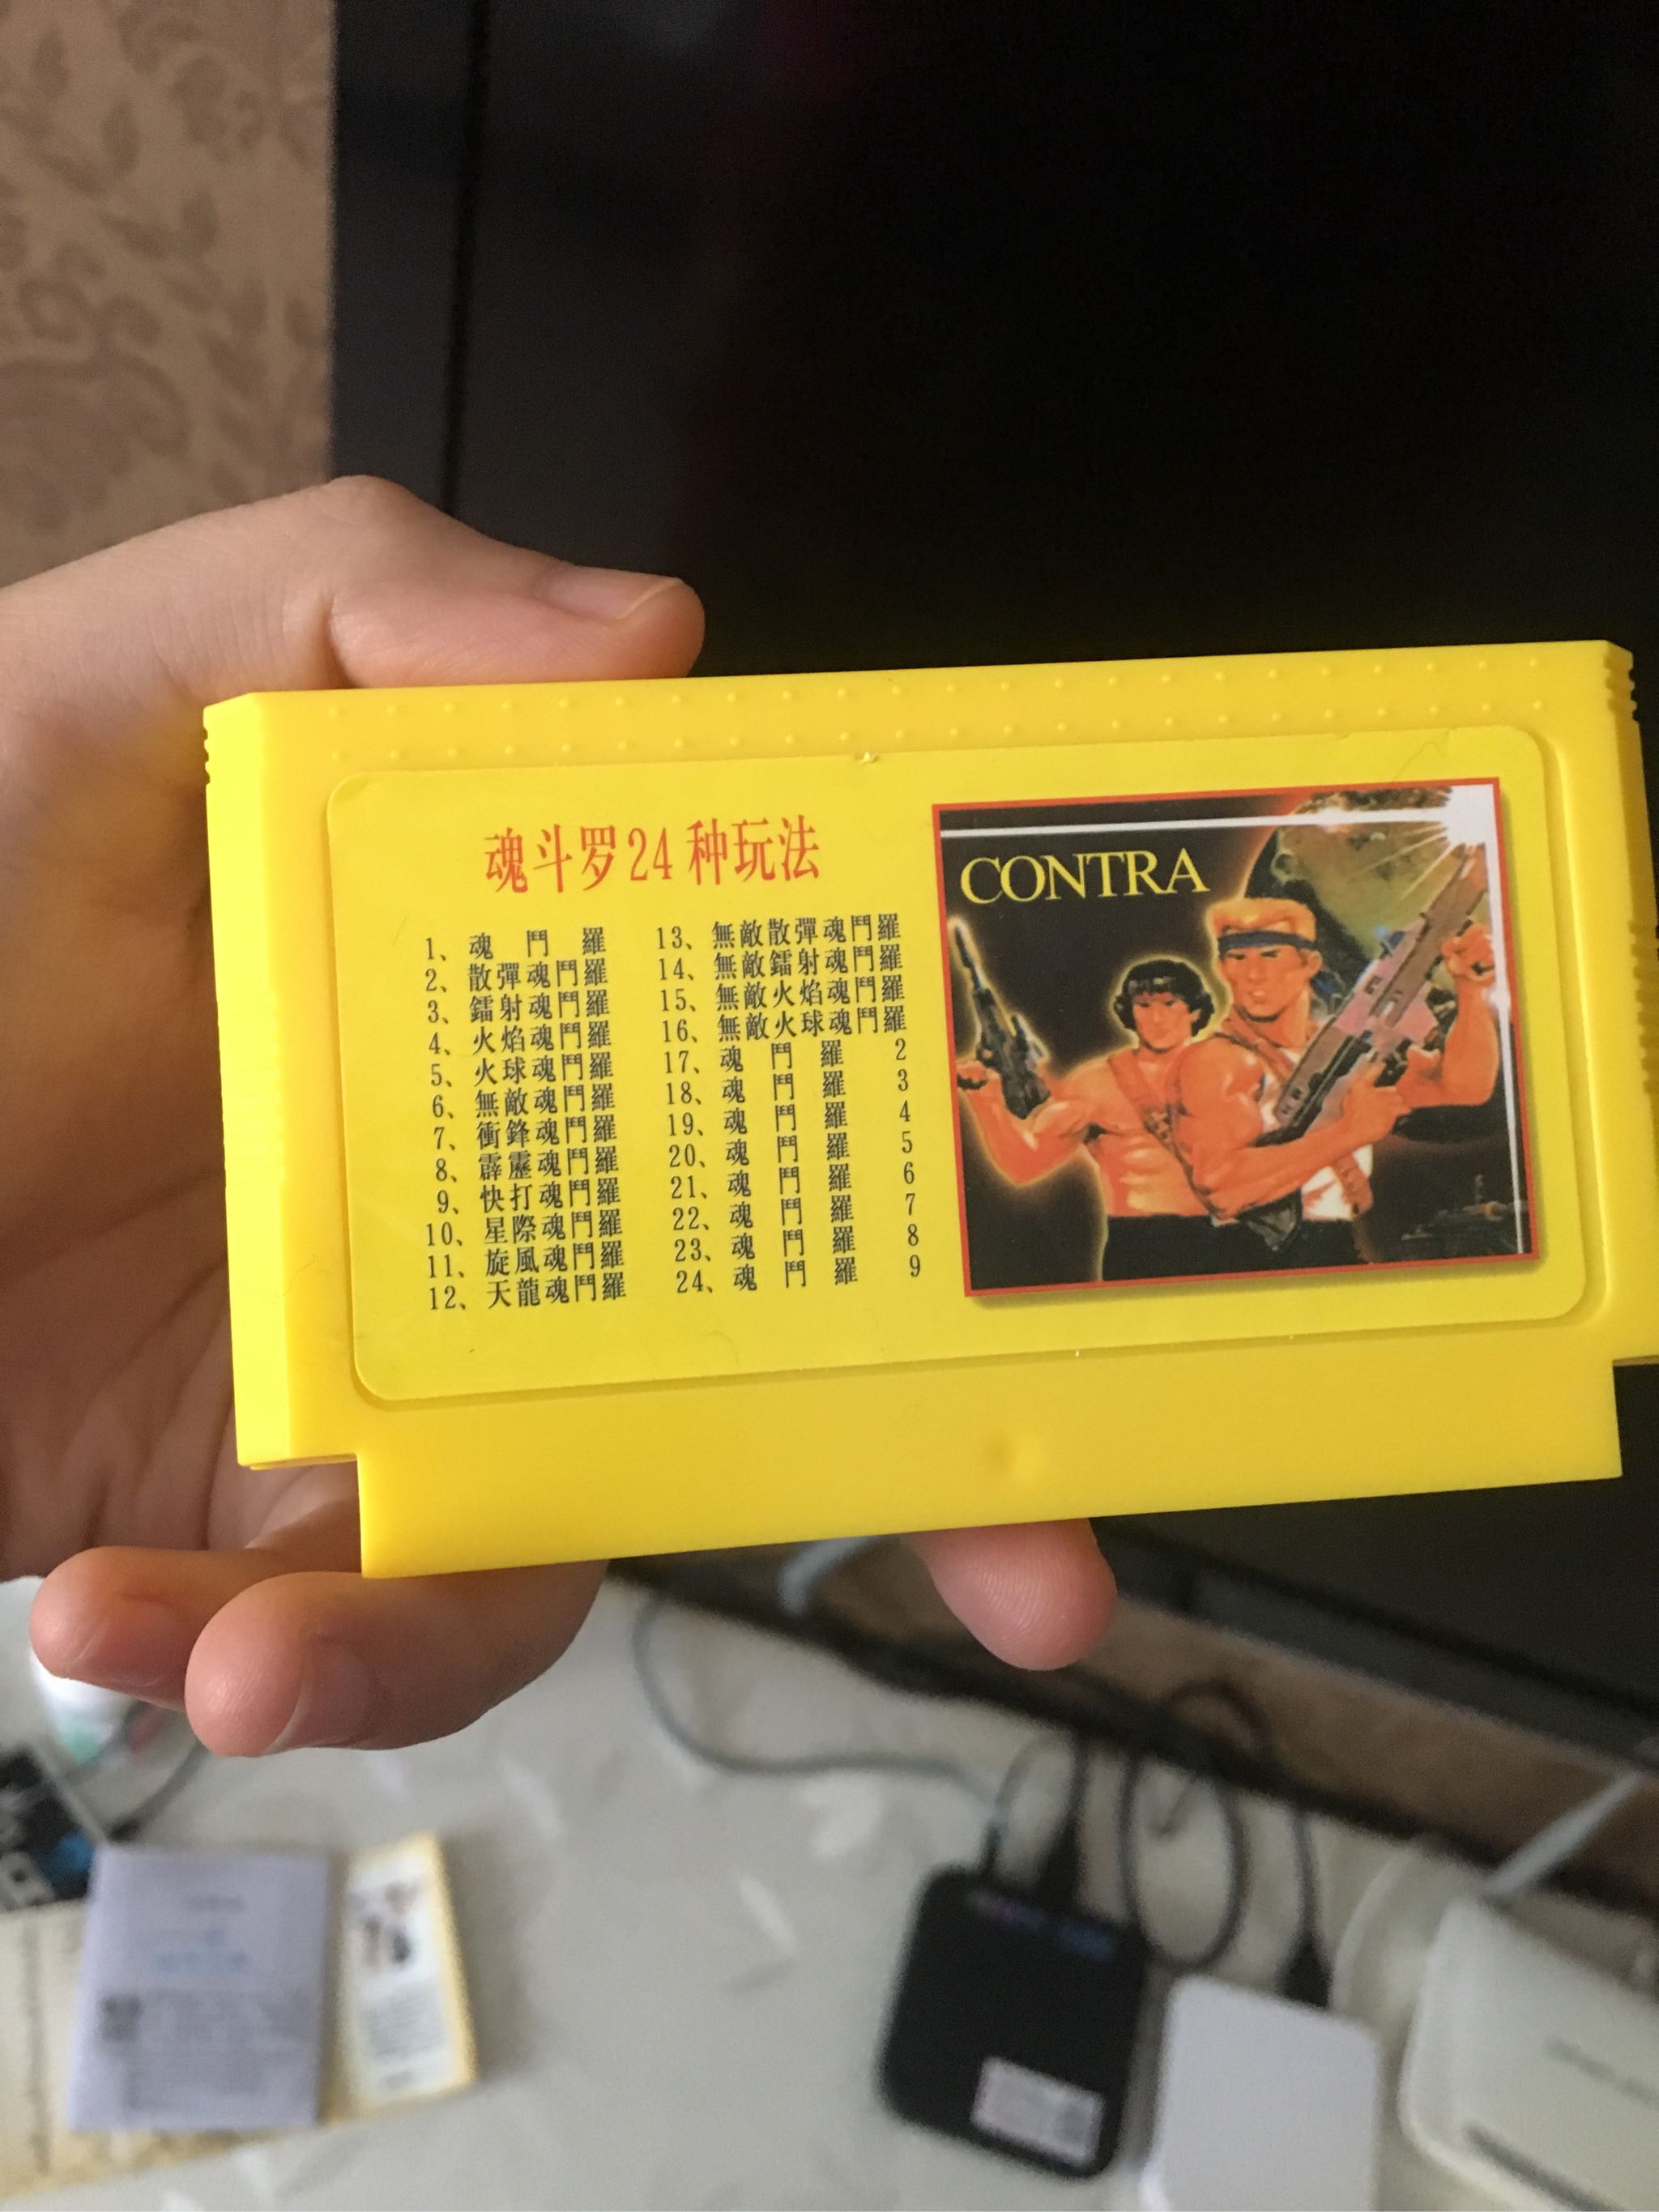 魂斗罗24种玩法
1、魂鬥羅
2、散彈魂鬥羅
3、鐳射魂鬥羅
4、火焰魂鬥羅
5、火球魂鬥羅
6、無敵魂鬥羅
7、衝鋒魂鬥羅
8、霹靂魂鬥羅
9、快打魂鬥羅
10、星際魂鬥羅
11、旋風魂鬥羅
12、天龍魂鬥羅
13、無敵散彈魂鬥羅
14、無敵鐳射魂鬥羅
15、無敵火焰魂鬥羅
16、無敵火球魂鬥羅
17、魂鬥羅 2
18、魂鬥羅 3
19、魂鬥羅 4
20、魂鬥羅 5
21、魂鬥羅 6
22、魂鬥羅 7
23、魂鬥羅 8
24、魂鬥羅 9
CONTRA